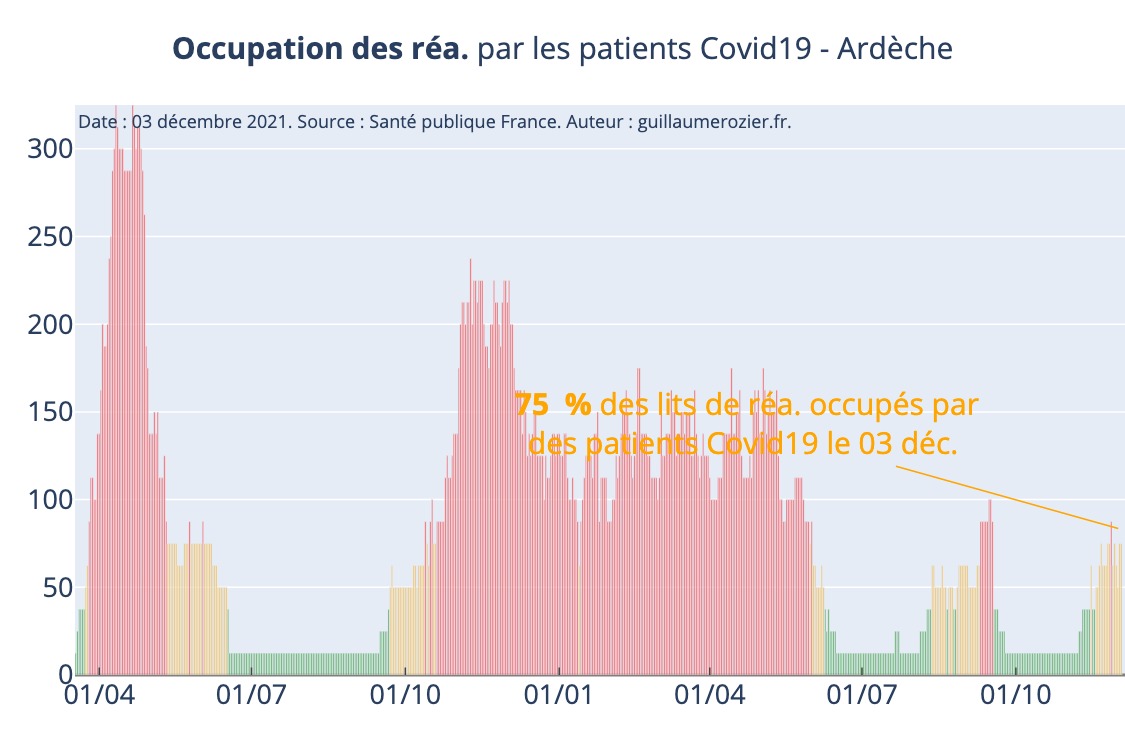 Occupation des réa. par les patients Covid19 - Ardèche
Date : 03 décembre 2021. Source : Santé publique France. Auteur : guillaumerozier.fr.
300
250
200
150
100
50
0
75 % des lits de réa. occupés par
des patients Covid19 le 03 déc.
01/04 01/07 01/10 01/01 01/04 01/07 01/10